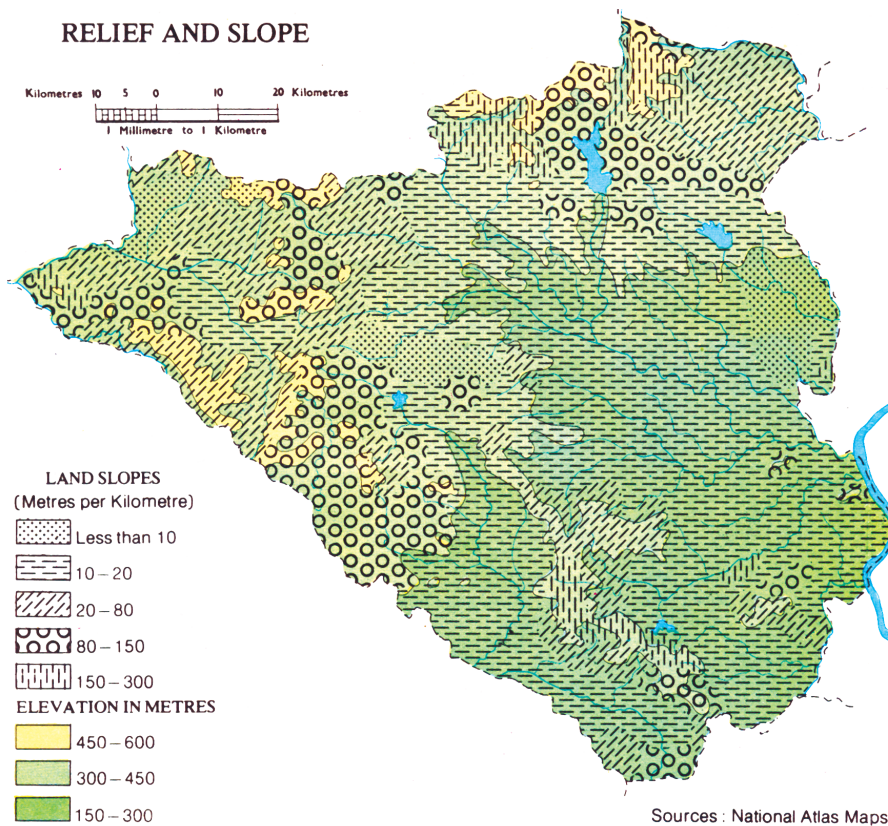 RELIEF AND SLOPE
Kilometres 10 5 0 10 20 Kilometres
1 Millimetre to 1 Kilometre
LAND SLOPES
(Metres per Kilometre)
Less than 10
10–20
20–80
80–150
150–300
ELEVATION IN METRES
450–600
300–450
150–300
Sources : National Atlas Maps